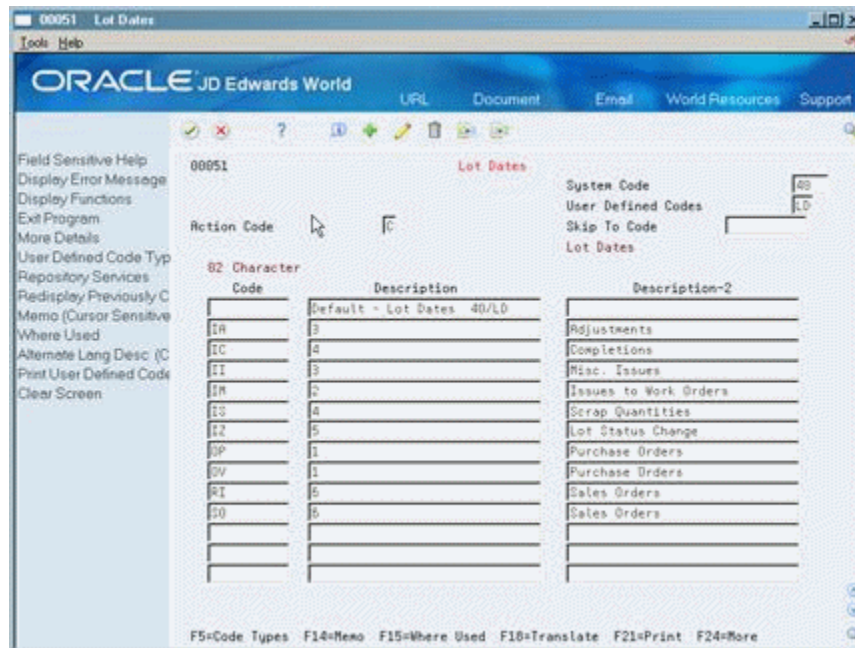 00051 Lot Dates
Tools Help
ORACLE JD Edwards World
URL Document Email World Resources Support
Field Sensitive Help
Display Error Message
Display Functions
Exit Program
More Details
User Defined Code Typ
Repository Services
Redisplay Previously C
Memo (Cursor Sensitive
Where Used
Alternate Lang Desc (C
Print User Defined Code
Clear Screen
00051 Lot Dates
System Code 40
User Defined Codes LD
Action Code C Skip To Code
Lot Dates
02 Character
Code Description Description-2
Default - Lot Dates 40/LD
IA 3 Adjustments
IC 4 Completions
II 3 Misc. Issues
IM 2 Issues to Work Orders
IS 4 Scrap Quantities
IZ 5 Lot Status Change
OP 1 Purchase Orders
OV 1 Purchase Orders
RI 6 Sales Orders
SO 6 Sales Orders
F5=Code Types F14=Memo F15=Where Used F18=Translate F21=Print F24=More